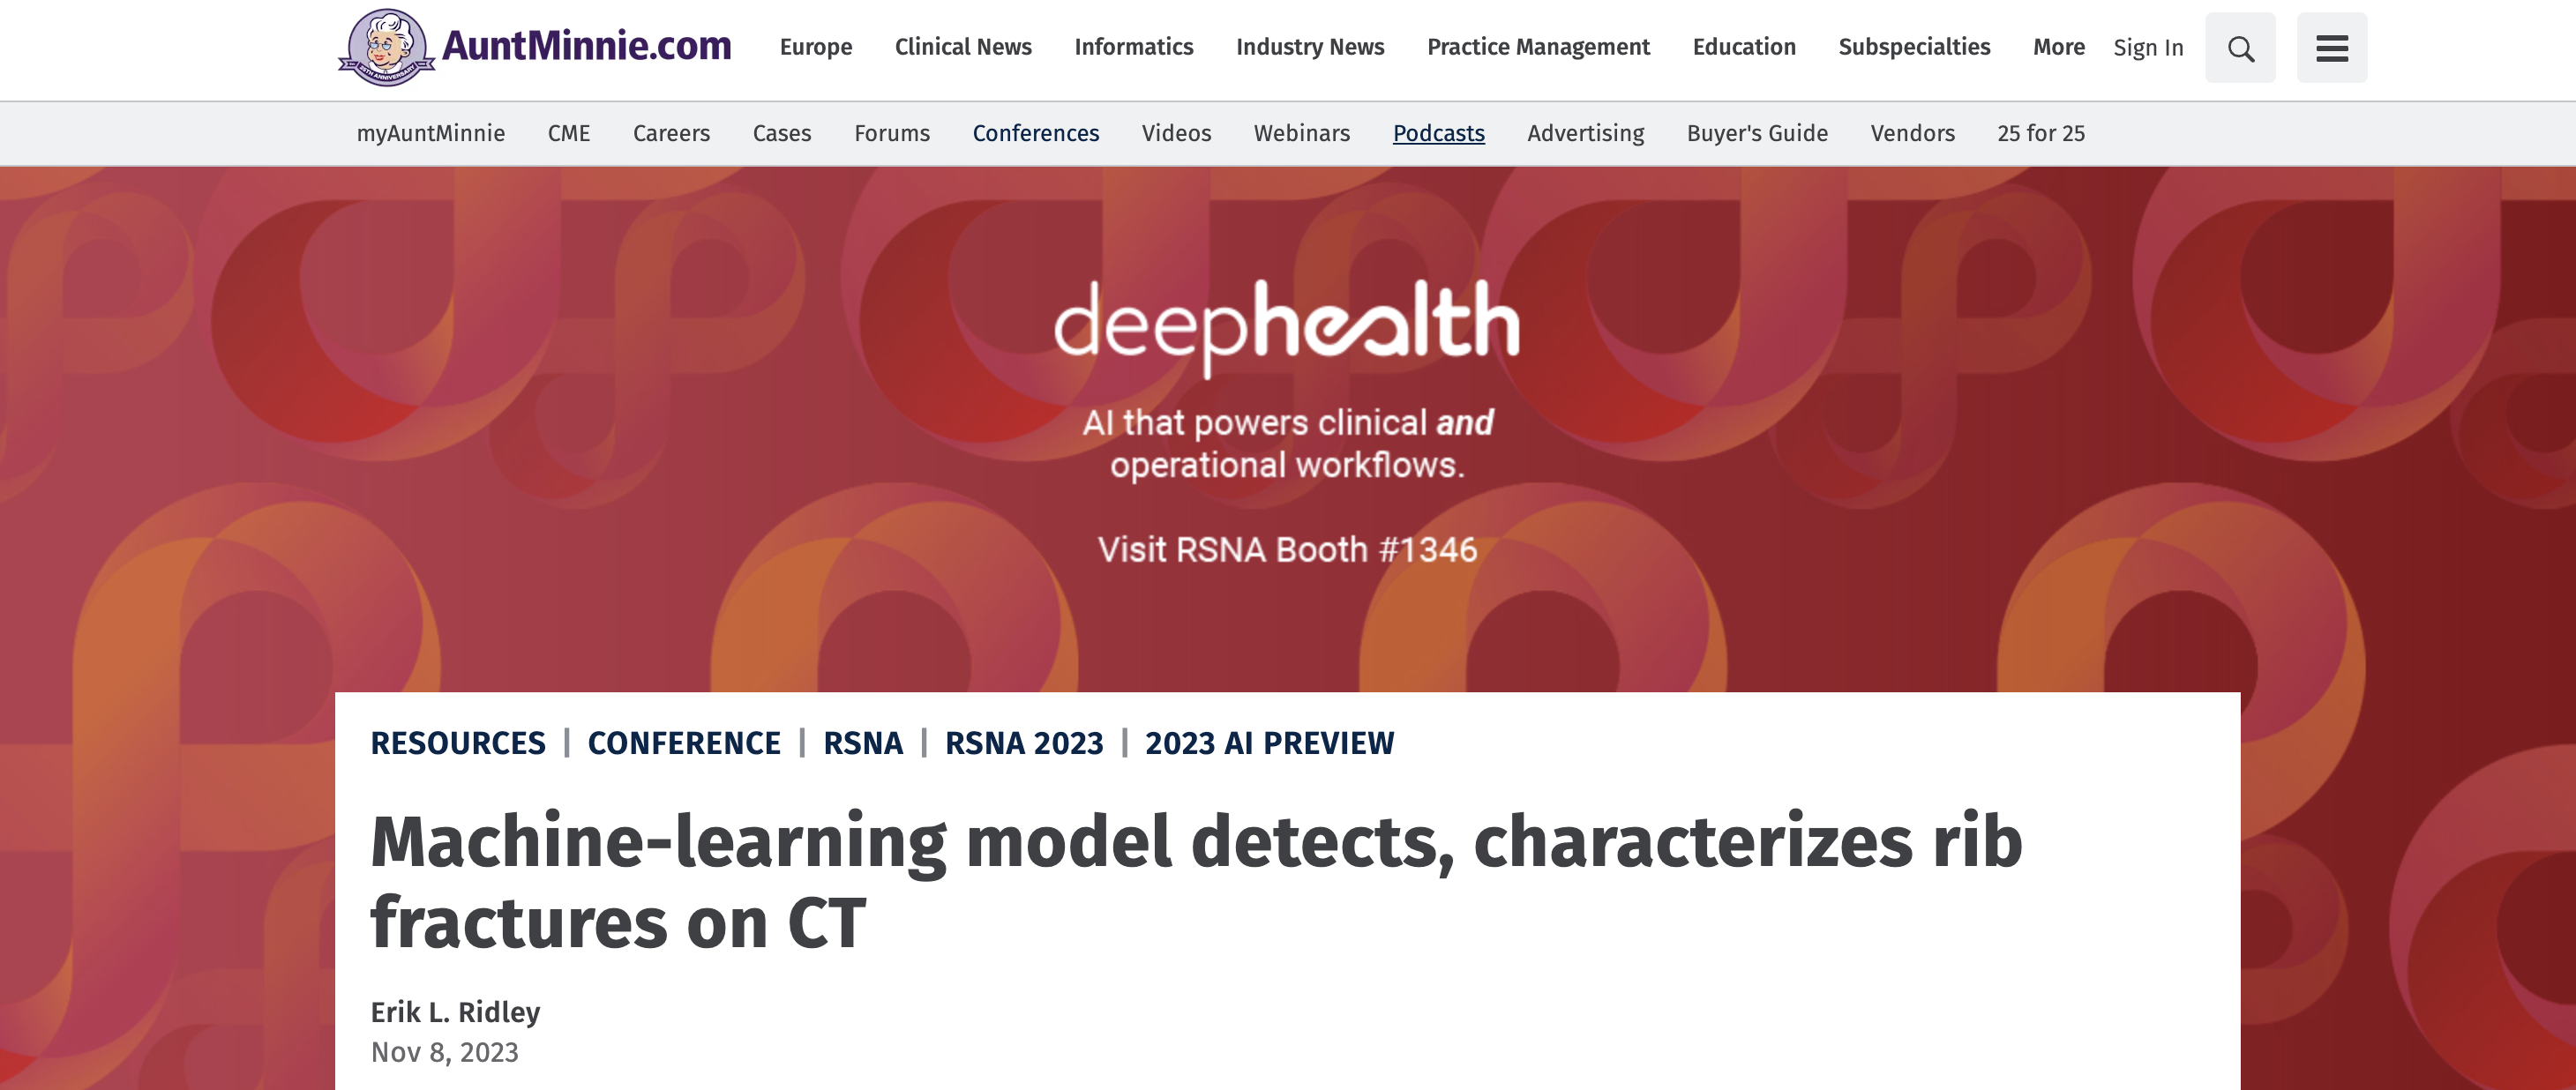 AuntMinnie.com
25TH ANNIVERSARY
Europe Clinical News Informatics Industry News Practice Management Education Subspecialties More Sign In
myAuntMinnie CME Careers Cases Forums Conferences Videos Webinars Podcasts Advertising Buyer's Guide Vendors 25 for 25
deephealth
AI that powers clinical and
operational workflows.
Visit RSNA Booth #1346
RESOURCES | CONFERENCE | RSNA | RSNA 2023 | 2023 AI PREVIEW
Machine-learning model detects, characterizes rib
fractures on CT
Erik L. Ridley
Nov 8, 2023